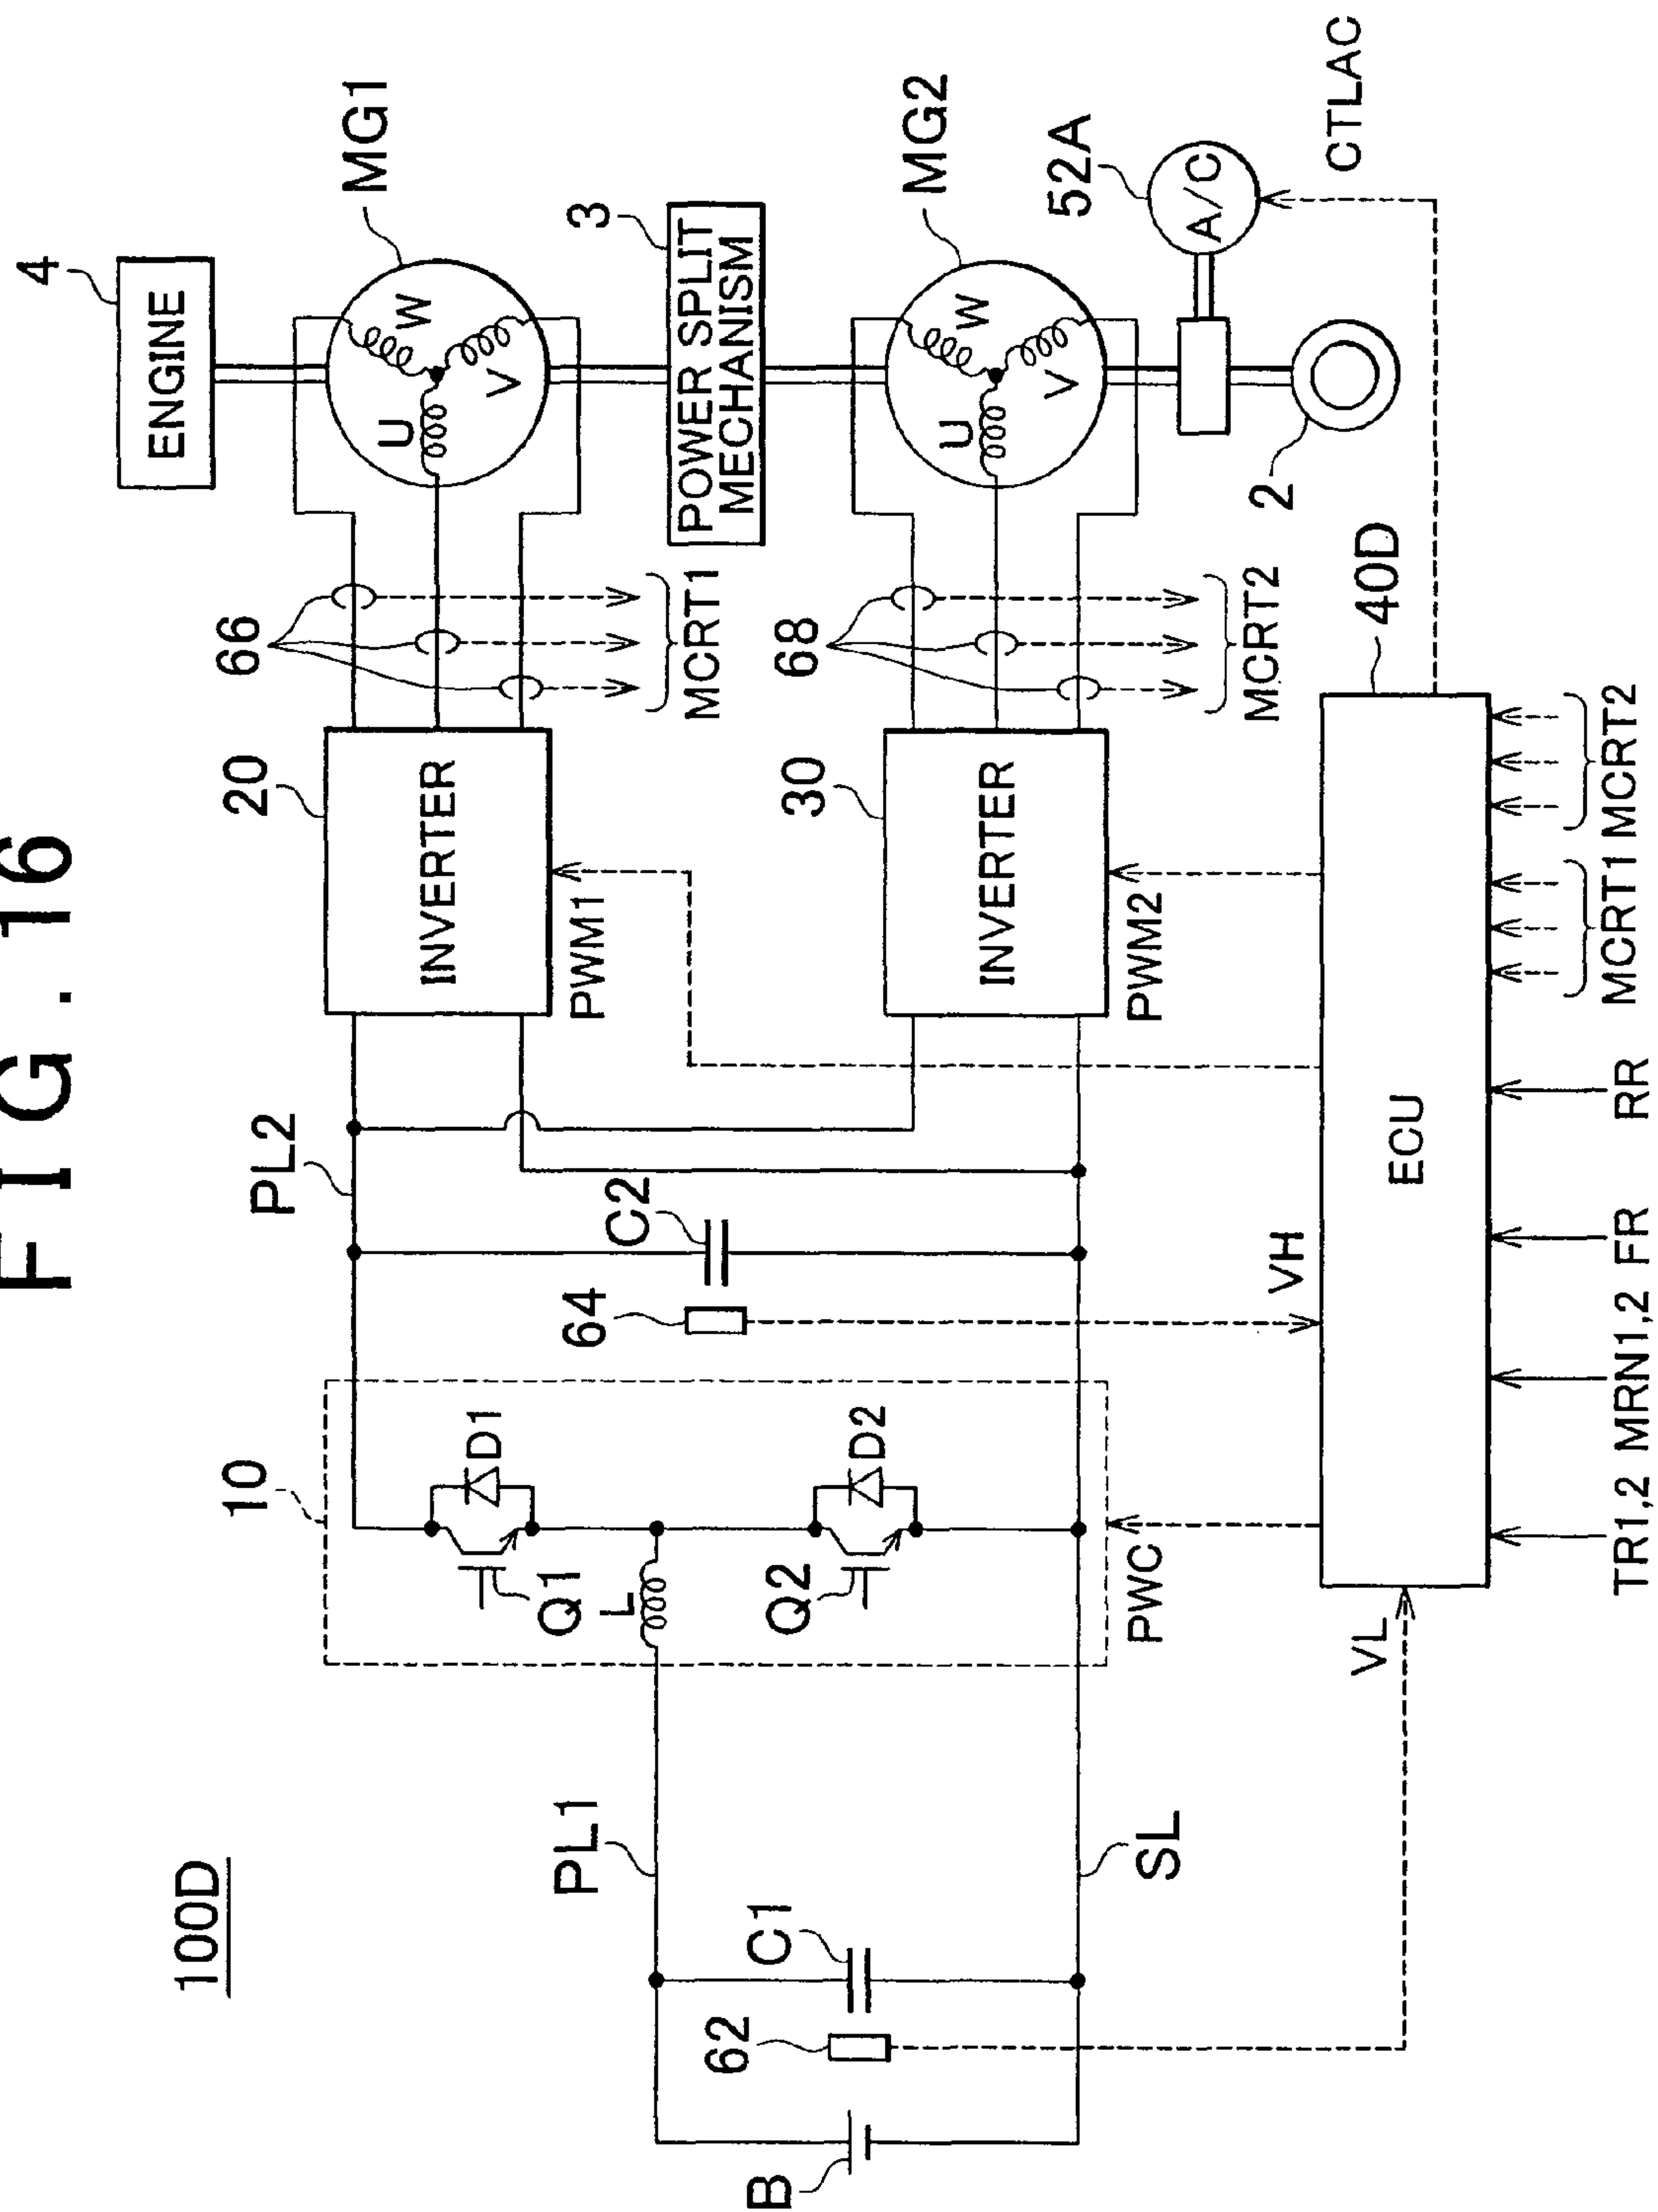 FIG. 16
100D
4
ENGINE
MG1
W
U
V
3
POWER SPLIT
MECHANISM
MG2
W
U
V
52A
A/C
CTLAC
2
66
MCRT1
68
MCRT2
20
INVERTER
PWM1
30
INVERTER
PWM2
PL2
C2
64
VH
10
D1
Q1
L
D2
Q2
PWC
PL1
SL
C1
62
B
VL
40D
ECU
TR1,2 MRN1,2 FR RR MCRT1 MCRT2